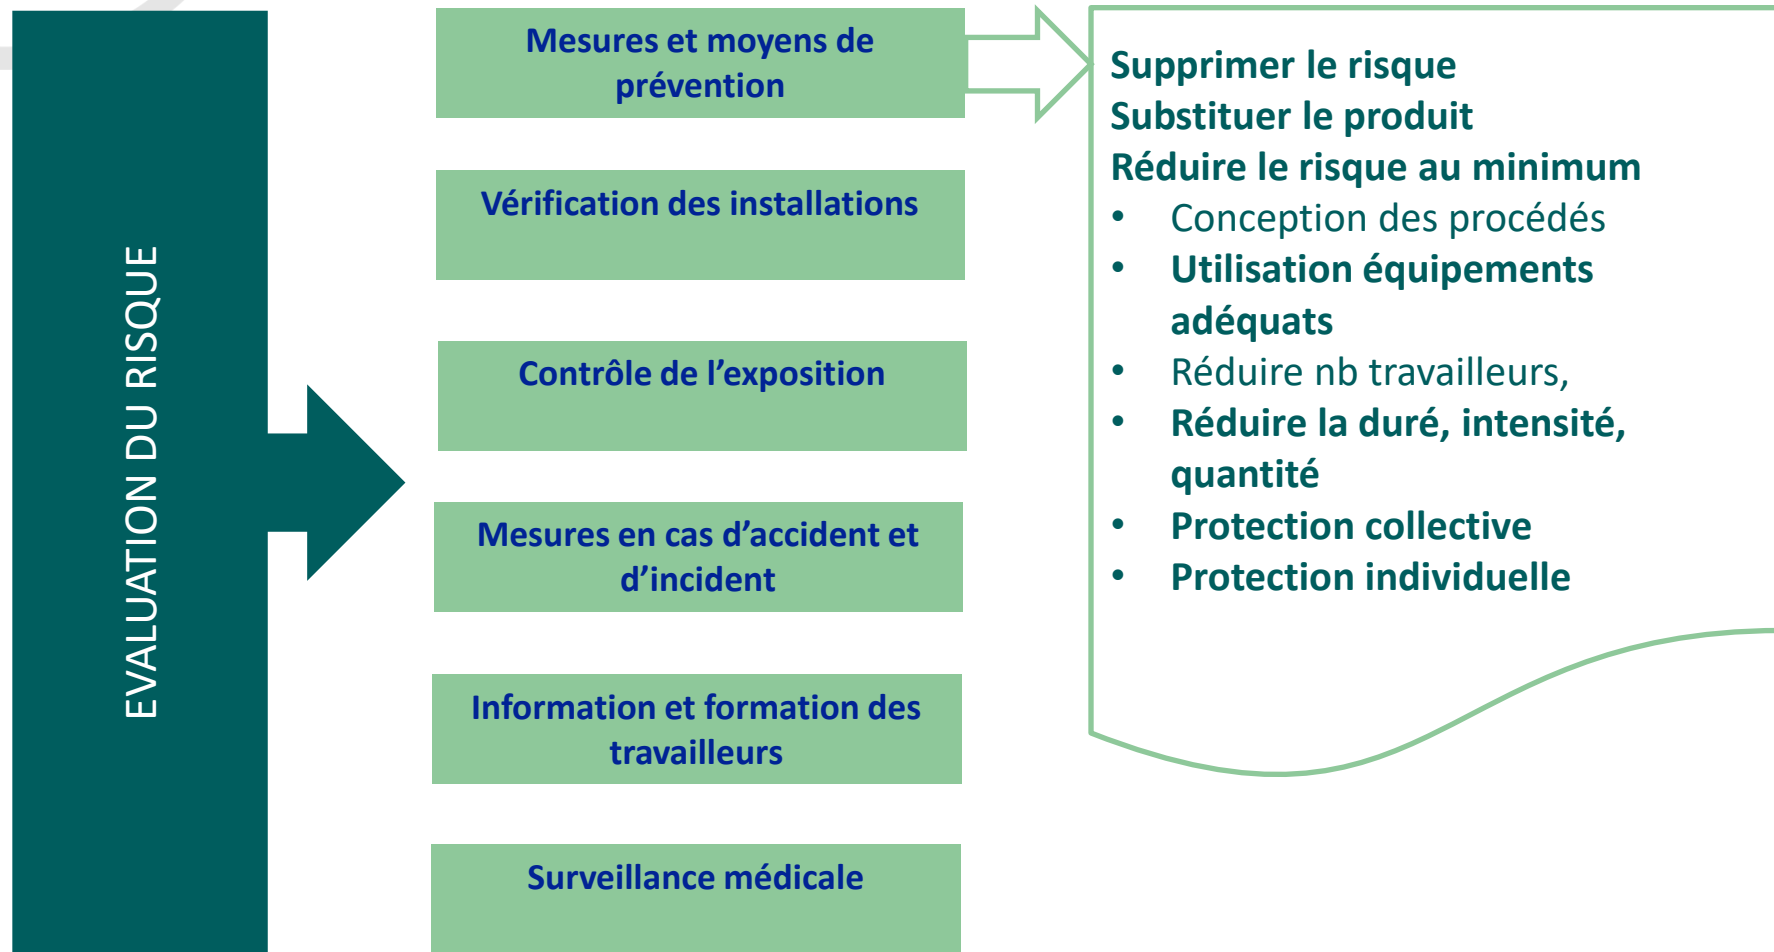 EVALUATION DU RISQUE
Mesures et moyens de
prévention
Vérification des installations
Contrôle de l’exposition
Mesures en cas d’accident et
d’incident
Information et formation des
travailleurs
Surveillance médicale
Supprimer le risque
Substituer le produit
Réduire le risque au minimum
• Conception des procédés
• Utilisation équipements
adéquats
• Réduire nb travailleurs,
• Réduire la duré, intensité,
quantité
• Protection collective
• Protection individuelle